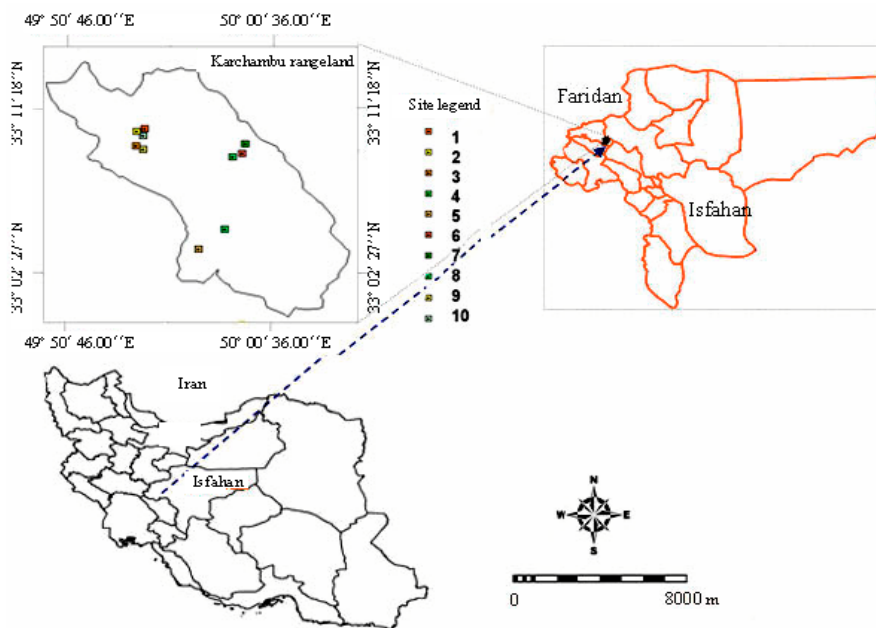 49° 50′ 46.00′′E
50° 00′ 36.00′′E
Karchambu rangeland
33° 11′ 18′′N
33° 11′ 18′′N
33° 02′ 27′′N
33° 02′ 27′′N
49° 50′ 46.00′′E
50° 00′ 36.00′′E
Site legend
1
2
3
4
5
6
7
8
9
10
Faridan
Isfahan
Iran
Isfahan
N
W
E
S
0
8000 m